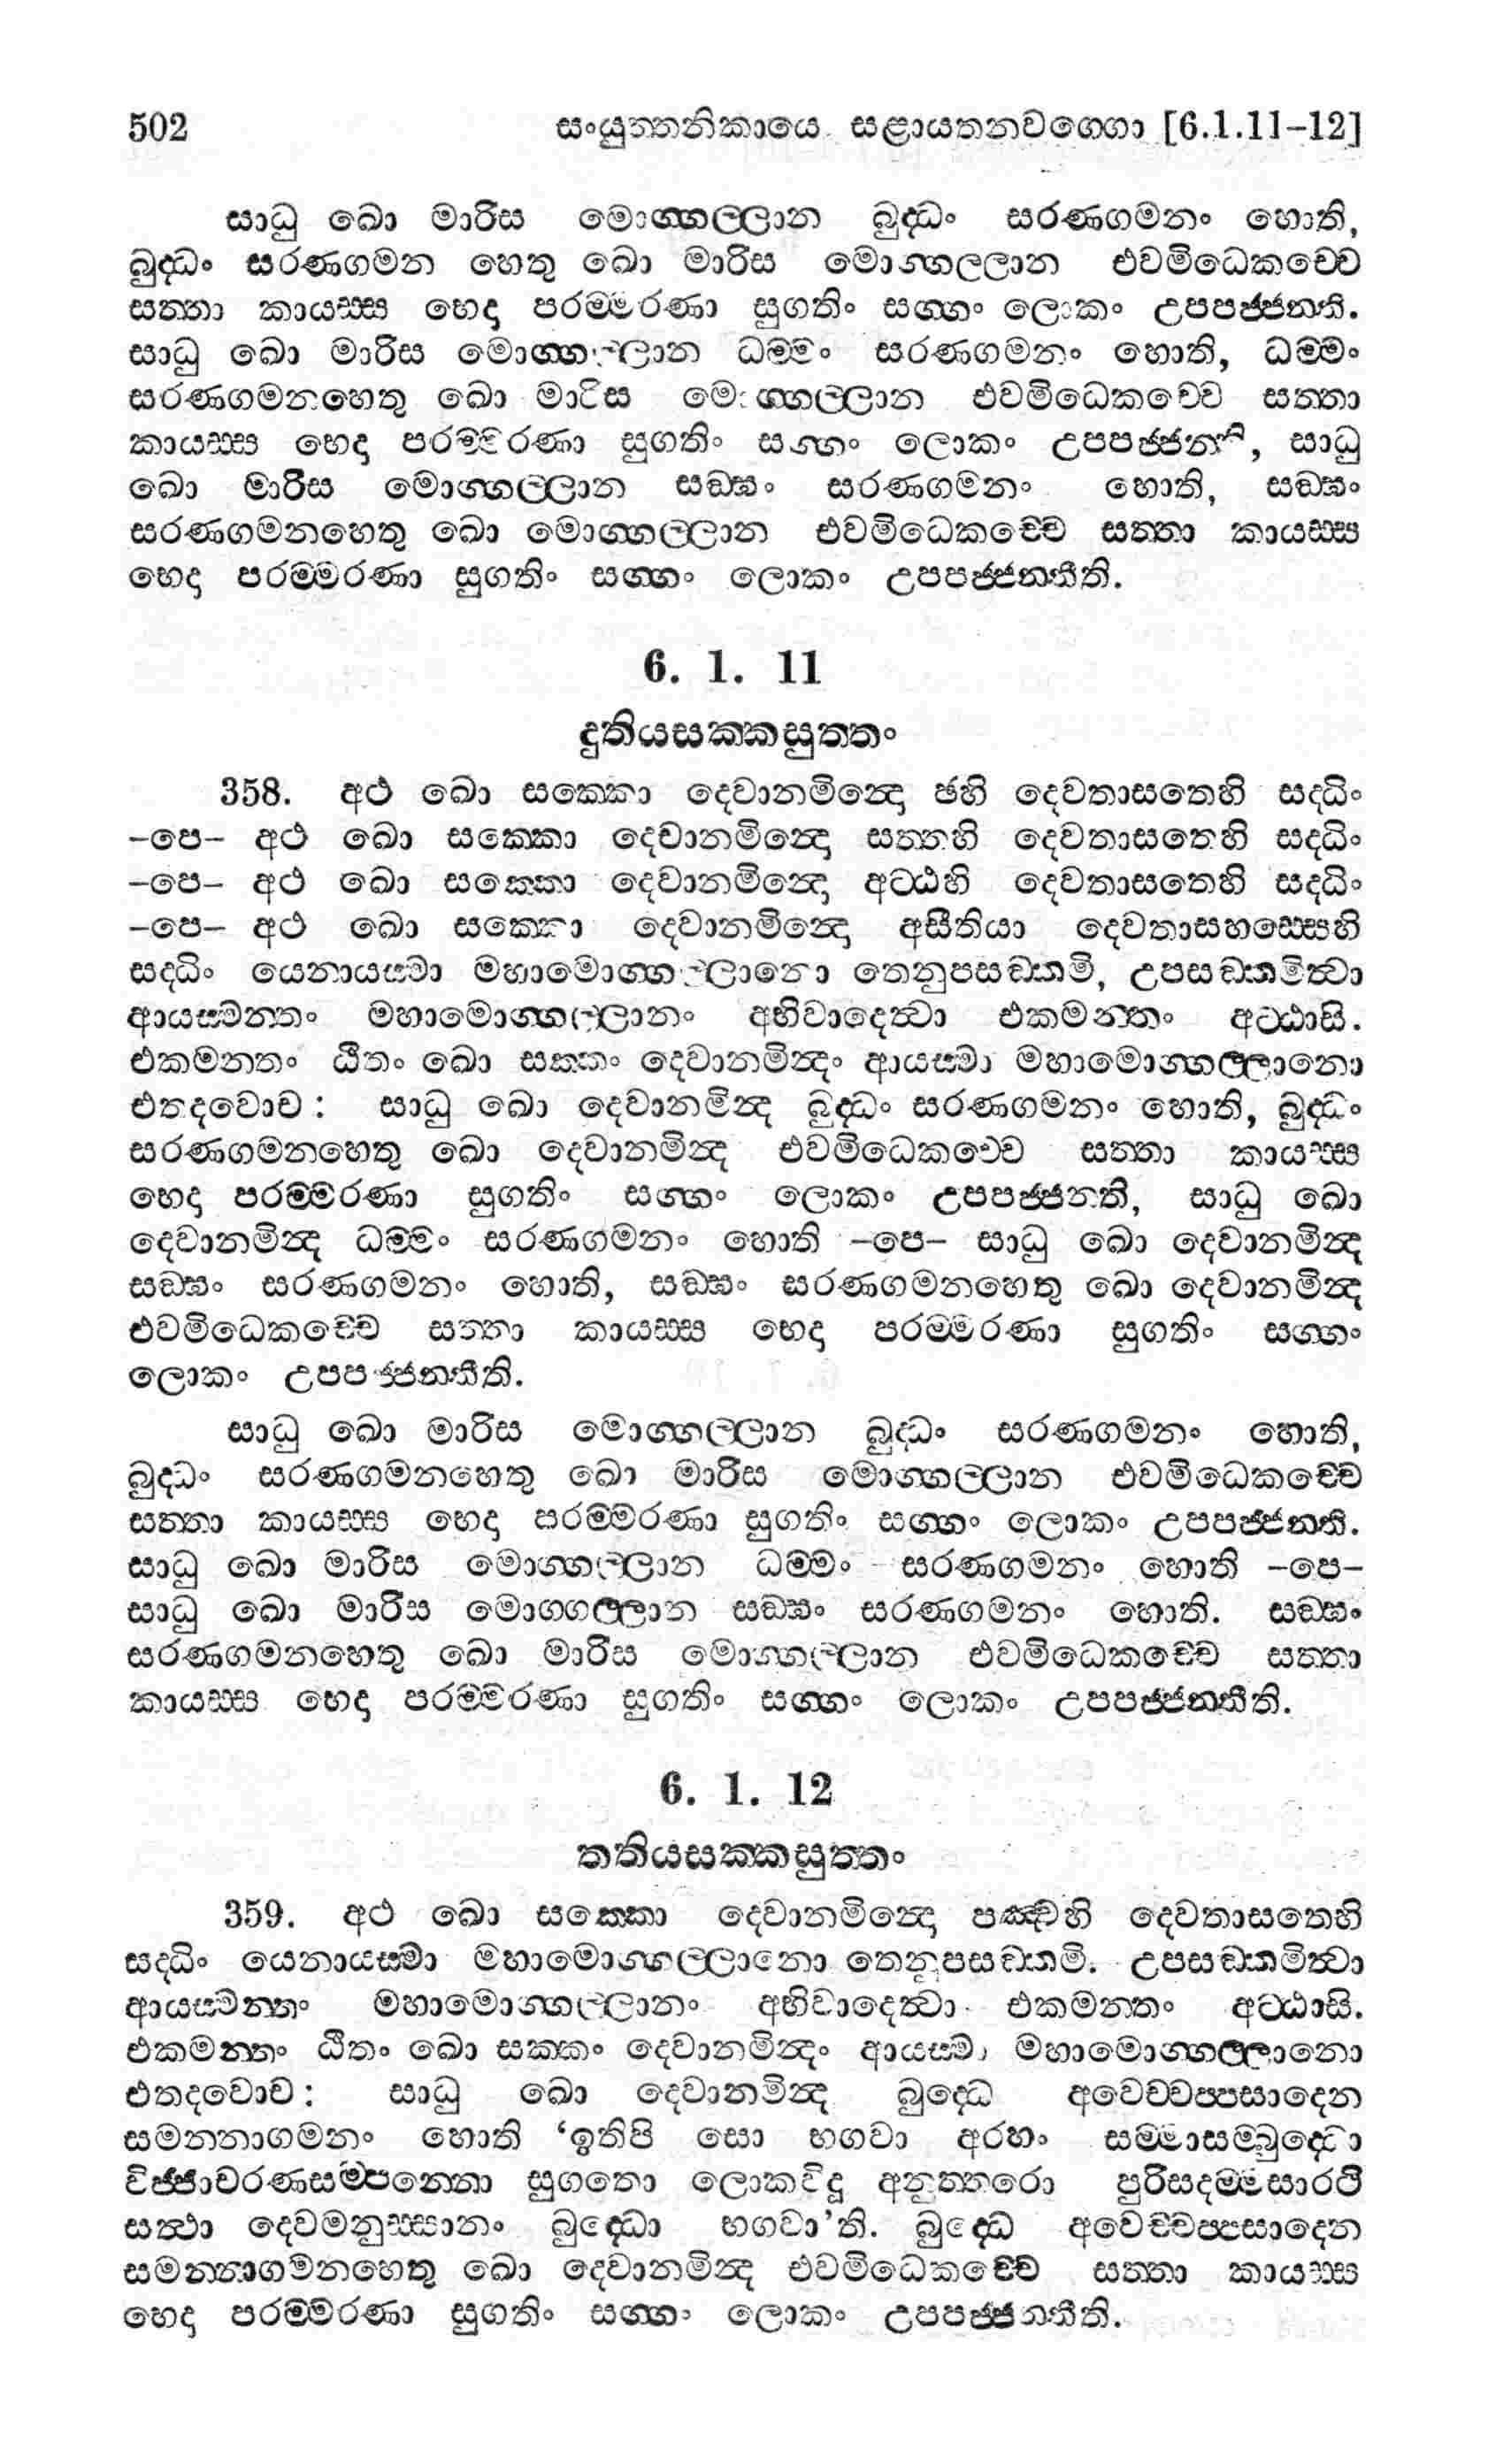 502 සංයුත්තනිකායෙ සළායතනවග්ගො [6.1.11-12]
සාධු ඛො මාරිස මොග්ගල්ලාන බුද්ධං සරණගමනං හොති,
බුද්ධං සරණගමන හෙතු ඛො මාරිස මොග්ගල්ලාන එවමිධෙකච්චෙ
සත්තා කායස්ස භෙදා පරම්මරණා සුගතිං සග්ගං ලොකං උපපජ්ජන්ති.
සාධු ඛො මාරිස මොග්ගල්ලාන ධම්මං සරණගමනං හොති, ධම්මං
සරණගමනහෙතු ඛො මාරිස මොග්ගල්ලාන එවමිධෙකච්චෙ සත්තා
කායස්ස භෙදා පරම්මරණා සුගතිං සග්ගං ලොකං උපපජ්ජන්ති, සාධු
ඛො මාරිස මොග්ගල්ලාන සඞ්ඝං සරණගමනං හොති, සඞ්ඝං
සරණගමනහෙතු ඛො මොග්ගල්ලාන එවමිධෙකච්චෙ සත්තා කායස්ස
භෙදා පරම්මරණා සුගතිං සග්ගං ලොකං උපපජ්ජන්තීති.
6. 1. 11
දුතියසක්කසුත්තං
358. අථ ඛො සක්කො දෙවානමින්දො ඡහි දෙවතාසතෙහි සද්ධිං
-පෙ- අථ ඛො සක්කො දෙවානමින්දො සත්තහි දෙවතාසතෙහි සද්ධිං
-පෙ- අථ ඛො සක්කො දෙවානමින්දො අට්ඨහි දෙවතාසතෙහි සද්ධිං
-පෙ- අථ ඛො සක්කො දෙවානමින්දො අසීතියා දෙවතාසහස්සෙහි
සද්ධිං යෙනායස්මා මහාමොග්ගල්ලානො තෙනුපසඞ්කමි, උපසඞ්කමිත්වා
ආයස්මන්තං මහාමොග්ගල්ලානං අභිවාදෙත්වා එකමන්තං අට්ඨාසි.
එකමන්තං ඨිතං ඛො සක්කං දෙවානමින්දං ආයස්මා මහාමොග්ගල්ලානො
එතදවොච: සාධු ඛො දෙවානමින්ද බුද්ධං සරණගමනං හොති, බුද්ධං
සරණගමනහෙතු ඛො දෙවානමින්ද එවමිධෙකච්චෙ සත්තා කායස්ස
භෙදා පරම්මරණා සුගතිං සග්ගං ලොකං උපපජ්ජන්ති, සාධු ඛො
දෙවානමින්ද ධම්මං සරණගමනං හොති -පෙ- සාධු ඛො දෙවානමින්ද
සඞ්ඝං සරණගමනං හොති, සඞ්ඝං සරණගමනහෙතු ඛො දෙවානමින්ද
එවමිධෙකච්චෙ සත්තා කායස්ස භෙදා පරම්මරණා සුගතිං සග්ගං
ලොකං උපපජ්ජන්තීති.
සාධු ඛො මාරිස මොග්ගල්ලාන බුද්ධං සරණගමනං හොති,
බුද්ධං සරණගමනහෙතු ඛො මාරිස මොග්ගල්ලාන එවමිධෙකච්චෙ
සත්තා කායස්ස භෙදා පරම්මරණා සුගතිං සග්ගං ලොකං උපපජ්ජන්ති.
සාධු ඛො මාරිස මොග්ගල්ලාන ධම්මං සරණගමනං හොති -පෙ-
සාධු ඛො මාරිස මොග්ගල්ලාන සඞ්ඝං සරණගමනං හොති. සඞ්ඝං
සරණගමනහෙතු ඛො මාරිස මොග්ගල්ලාන එවමිධෙකච්චෙ සත්තා
කායස්ස භෙදා පරම්මරණා සුගතිං සග්ගං ලොකං උපපජ්ජන්තීති.
6. 1. 12
තතියසක්කසුත්තං
359. අථ ඛො සක්කො දෙවානමින්දො පඤ්චහි දෙවතාසතෙහි
සද්ධිං යෙනායස්මා මහාමොග්ගල්ලානො තෙනුපසඞ්කමි. උපසඞ්කමිත්වා
ආයස්මන්තං මහාමොග්ගල්ලානං අභිවාදෙත්වා එකමන්තං අට්ඨාසි.
එකමන්තං ඨිතං ඛො සක්කං දෙවානමින්දං ආයස්මා මහාමොග්ගල්ලානො
එතදවොච: සාධු ඛො දෙවානමින්ද බුද්ධෙ අවෙච්චප්පසාදෙන
සමන්නාගමනං හොති ‘ඉතිපි සො භගවා අරහං සම්මාසම්බුද්ධො
විජ්ජාචරණසම්පන්නො සුගතො ලොකවිදූ අනුත්තරො පුරිසදම්මසාරථි
සත්ථා දෙවමනුස්සානං බුද්ධො භගවා’ති. බුද්ධෙ අවෙච්චප්පසාදෙන
සමන්නාගමනහෙතු ඛො දෙවානමින්ද එවමිධෙකච්චෙ සත්තා කායස්ස
භෙදා පරම්මරණා සුගතිං සග්ගං ලොකං උපපජ්ජන්තීති.